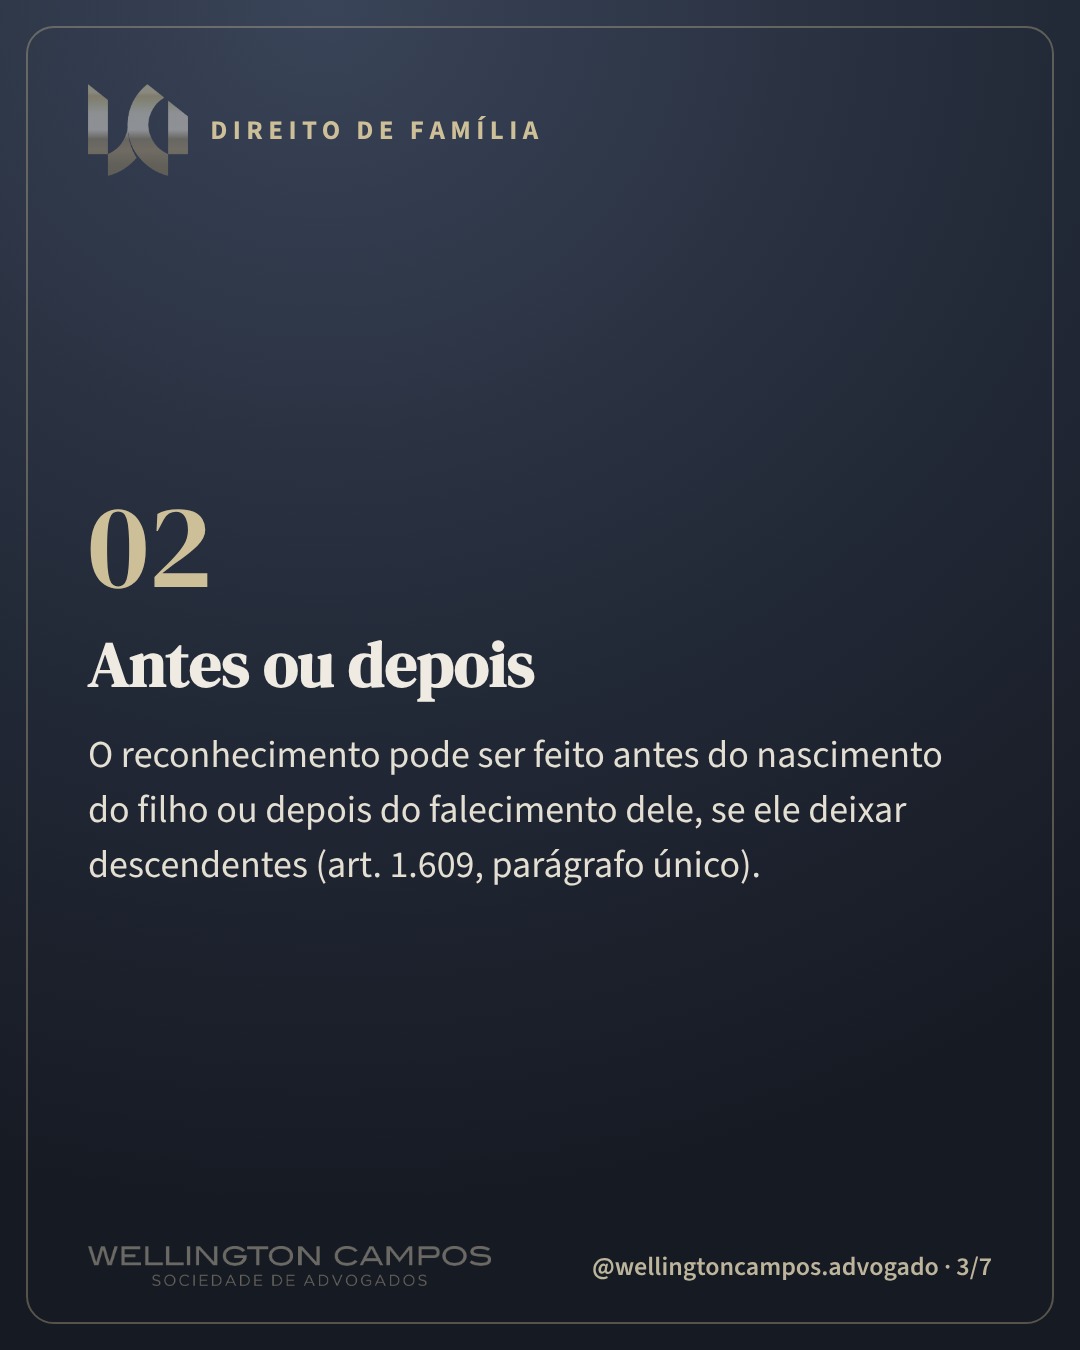 DIREITO DE FAMÍLIA
02
Antes ou depois
O reconhecimento pode ser feito antes do nascimento
do filho ou depois do falecimento dele, se ele deixar
descendentes (art. 1.609, parágrafo único).
WELLINGTON CAMPOS
SOCIEDADE DE ADVOGADOS
@wellingtoncampos.advogado · 3/7